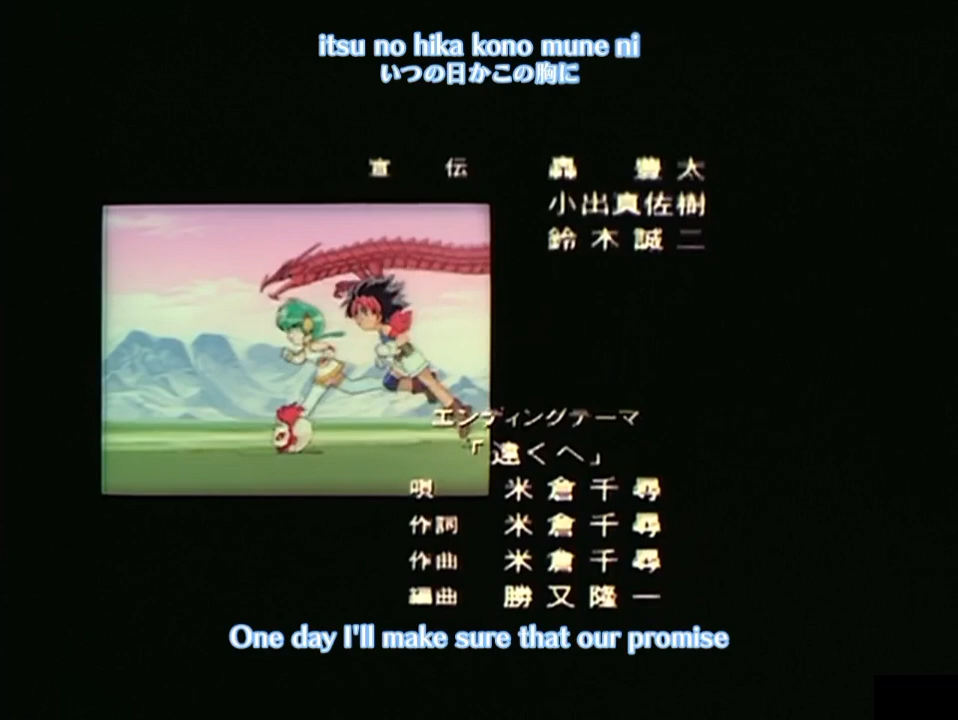 itsu no hika kono mune ni
いつの日かこの胸に
宣 伝 轟 豊太
小出真佐樹
鈴木誠二
エンディングテーマ
「遠くへ」
唄 米倉千尋
作詞 米倉千尋
作曲 米倉千尋
編曲 勝又隆一
One day I'll make sure that our promise